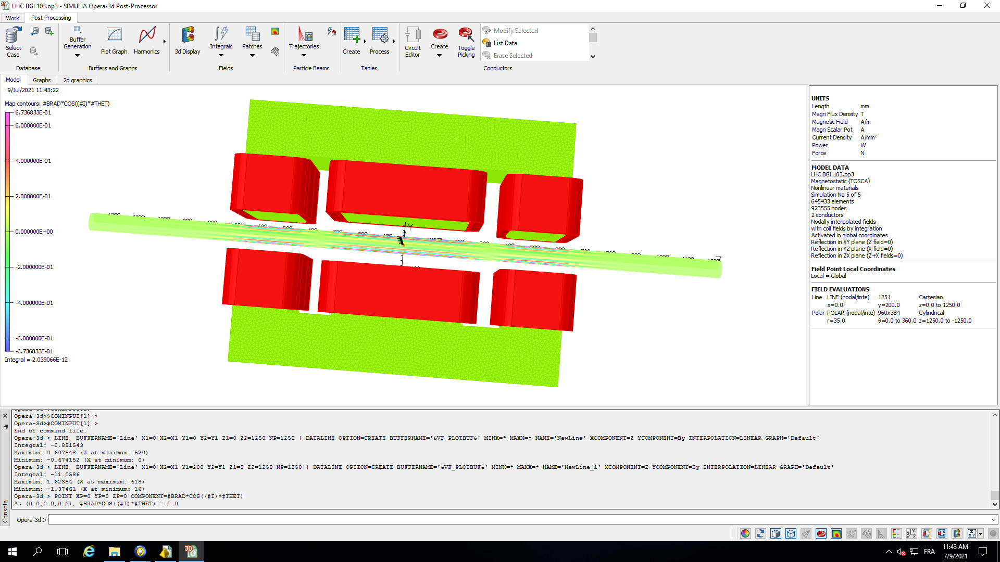 LHC BGI 103.op3 - SIMULIA Opera-3d Post-Processor
Work
Post-Processing
Select Case
Database
Buffer Generation
Plot Graph
Harmonics
Buffers and Graphs
3d Display
Integrals
Patches
Fields
Trajectories
Particle Beams
Create
Process
Tables
Circuit Editor
Create
Toggle Picking
Modify Selected
List Data
Erase Selected
Conductors
Model
Graphs
2d graphics
9/Jul/2021 11:43:22
Map contours: #BRAD*COS((#I)*#THET)
6.736833E-01
6.000000E-01
4.000000E-01
2.000000E-01
0.000000E+00
-2.000000E-01
-4.000000E-01
-6.000000E-01
-6.736833E-01
Integral = 2.039066E-12
Y
Z
UNITS
Length mm
Magn Flux Density T
Magnetic Field A/m
Magn Scalar Pot A
Current Density A/mm²
Power W
Force N
MODEL DATA
LHC BGI 103.op3
Magnetostatic (TOSCA)
Nonlinear materials
Simulation No 5 of 5
645433 elements
923555 nodes
2 conductors
Nodally interpolated fields
with coil fields by integration
Activated in global coordinates
Reflection in XY plane (Z field=0)
Reflection in YZ plane (X field=0)
Reflection in ZX plane (Z+X fields=0)
Field Point Local Coordinates
Local = Global
FIELD EVALUATIONS
Line LINE (nodal/inte) 1251 Cartesian
x=0.0 y=200.0 z=0.0 to 1250.0
Polar POLAR (nodal/inte) 960x384 Cylindrical
r=35.0 θ=0.0 to 360.0 z=1250.0 to -1250.0
Opera-3d>$COMINPUT[1] >
Opera-3d>$COMINPUT[1] >
End of command file.
Opera-3d > LINE BUFFERNAME='Line' X1=0 X2=X1 Y1=0 Y2=Y1 Z1=0 Z2=1250 NP=1250 | DATALINE OPTION=CREATE BUFFERNAME='&VF_PLOTBUF&' MINX=* MAXX=* NAME='NewLine' XCOMPONENT=Z YCOMPONENT=By INTERPOLATION=LINEAR GRAPH='Default'
Integral: -0.891543
Maximum: 0.607548 (X at maximum: 520)
Minimum: -0.674152 (X at minimum: 0)
Opera-3d > LINE BUFFERNAME='Line' X1=0 X2=X1 Y1=200 Y2=Y1 Z1=0 Z2=1250 NP=1250 | DATALINE OPTION=CREATE BUFFERNAME='&VF_PLOTBUF&' MINX=* MAXX=* NAME='NewLine_1' XCOMPONENT=Z YCOMPONENT=By INTERPOLATION=LINEAR GRAPH='Default'
Integral: -11.0586
Maximum: 1.62384 (X at maximum: 618)
Minimum: -1.37461 (X at minimum: 16)
Opera-3d > POINT XP=0 YP=0 ZP=0 COMPONENT=#BRAD*COS((#I)*#THET)
At (0.0,0.0,0.0), #BRAD*COS((#I)*#THET) = 1.0
Console
Opera-3d >
FRA
11:43 AM
7/9/2021